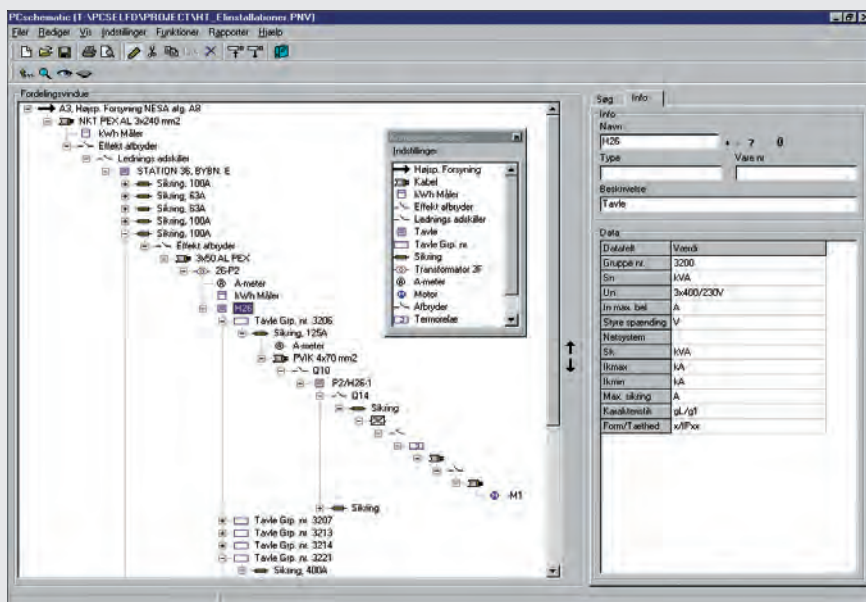 PCschematic (T:\PCSELFD\PROJECT\HT_Elinstallationer.PNV)
Filer Rediger Vis Indstillinger Funktioner Rapporter Hjælp
Fordelingsvindue
A3, Højsp. Forsyning NESA alg. A8
NKT PEX AL 3x240 mm2
kWh Måler
Effekt afbryder
Lednings adskiller
STATION 36, BYBN. E
Sikring, 100A
Sikring, 63A
Sikring, 63A
Sikring, 100A
Sikring, 100A
Effekt afbryder
3x50 AL PEX
26-P2
A-meter
kWh Måler
H26
Tavle Grp. nr. 3206
Sikring, 125A
A-meter
PVIK 4x70 mm2
Q10
P2/H26-1
Q14
Sikring
-M1
Sikring
Tavle Grp. nr. 3207
Tavle Grp. nr. 3213
Tavle Grp. nr. 3214
Tavle Grp. nr. 3221
Sikring, 400A
Indstillinger
Højsp. Forsyning
Kabel
kWh Måler
Effekt afbryder
Lednings adskiller
Tavle
Tavle Grp. nr.
Sikring
Transformator 3F
A-meter
Motor
Afbryder
Termorelæ
Søg Info
Info
Navn
H26
Type Vare nr
Beskrivelse
Tavle
Data
Datafelt Værdi
Gruppe nr. 3200
Sn kVA
Un 3x400/230V
In max. bel A
Styre spænding V
Netsystem
Sk kVA
Ikmax kA
Ikmin kA
Max. sikring A
Karakteristik gL/g1
Form/Tæthed x/IPxx